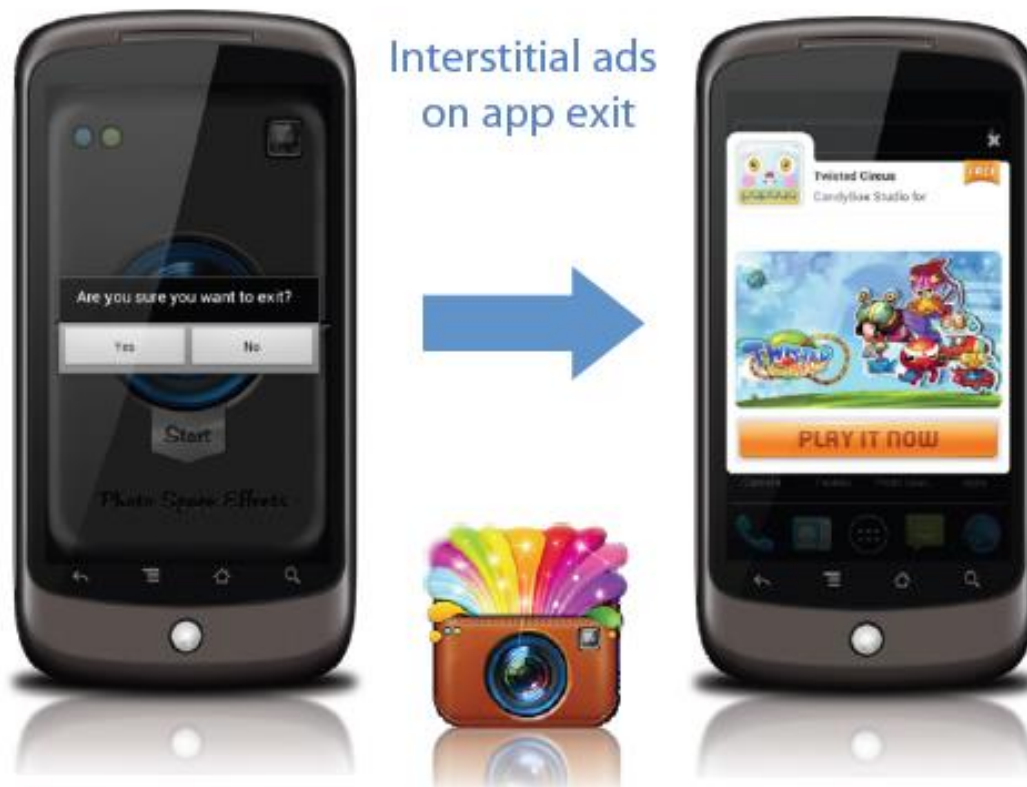 Interstitial ads
on app exit
Are you sure you want to exit?
Yes
No
Start
Photo Space Effects
Twisted Circus
FREE
CandyBox Studio for
TWISTED
PLAY IT NOW